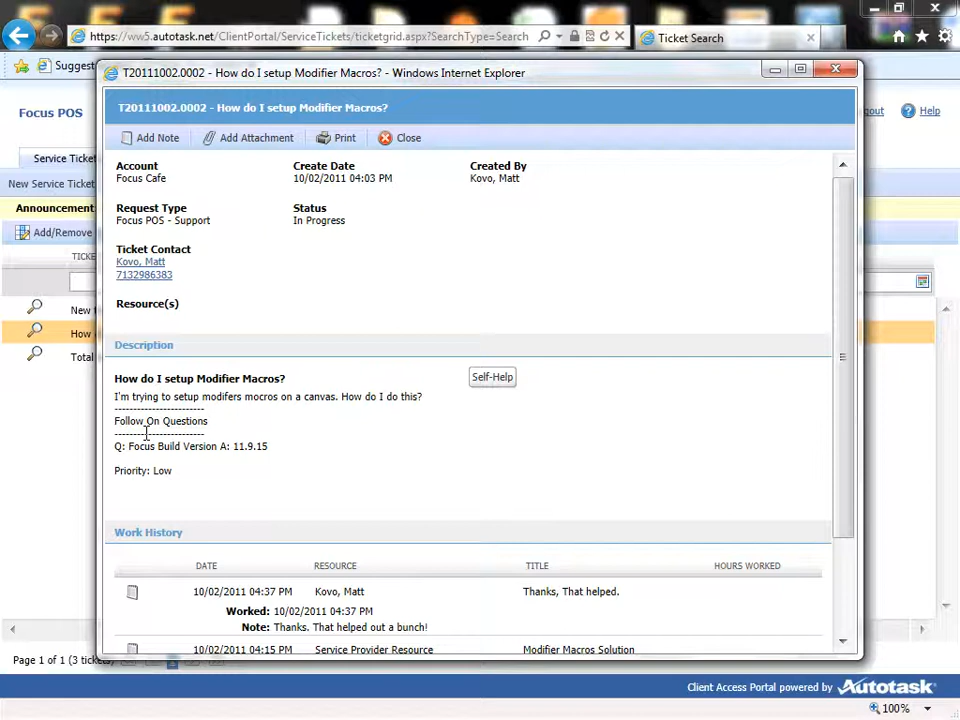 https://ww5.autotask.net/ClientPortal/ServiceTickets/ticketgrid.aspx?SearchType=Search
Ticket Search
Suggest
T20111002.0002 - How do I setup Modifier Macros? - Windows Internet Explorer
Focus POS
Help
T20111002.0002 - How do I setup Modifier Macros?
Add Note
Add Attachment
Print
Close
Service Ticket
New Service Ticket
Announcement
Add/Remove
Account
Focus Cafe
Create Date
10/02/2011 04:03 PM
Created By
Kovo, Matt
Request Type
Focus POS - Support
Status
In Progress
Ticket Contact
Kovo, Matt
7132986383
Resource(s)
New
How
Total
Description
How do I setup Modifier Macros?
Self-Help
I'm trying to setup modifers mocros on a canvas. How do I do this?
------------------------
Follow On Questions
------------------------
Q: Focus Build Version A: 11.9.15
Priority: Low
Work History
DATE RESOURCE TITLE HOURS WORKED
10/02/2011 04:37 PM Kovo, Matt Thanks, That helped.
Worked: 10/02/2011 04:37 PM
Note: Thanks. That helped out a bunch!
10/02/2011 04:15 PM Service Provider Resource Modifier Macros Solution
Page 1 of 1 (3 tickets)
Client Access Portal powered by Autotask
100%